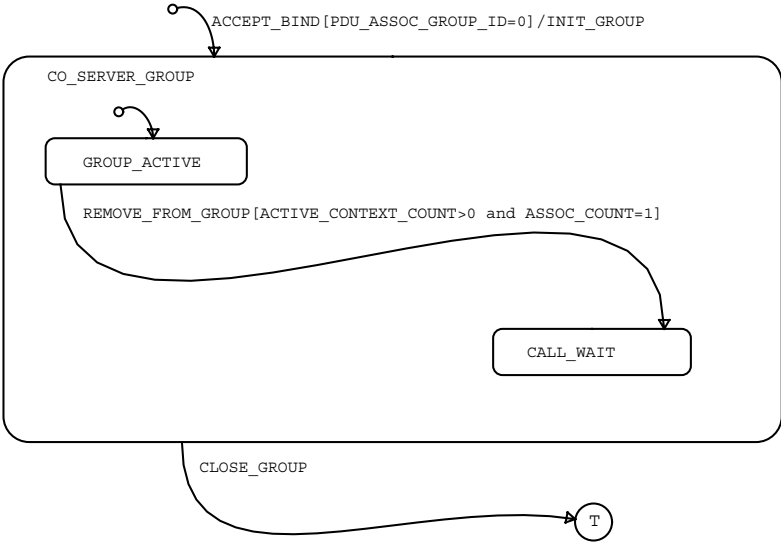 ACCEPT_BIND[PDU_ASSOC_GROUP_ID=0]/INIT_GROUP
CO_SERVER_GROUP
GROUP_ACTIVE
REMOVE_FROM_GROUP[ACTIVE_CONTEXT_COUNT>0 and ASSOC_COUNT=1]
CALL_WAIT
CLOSE_GROUP
T